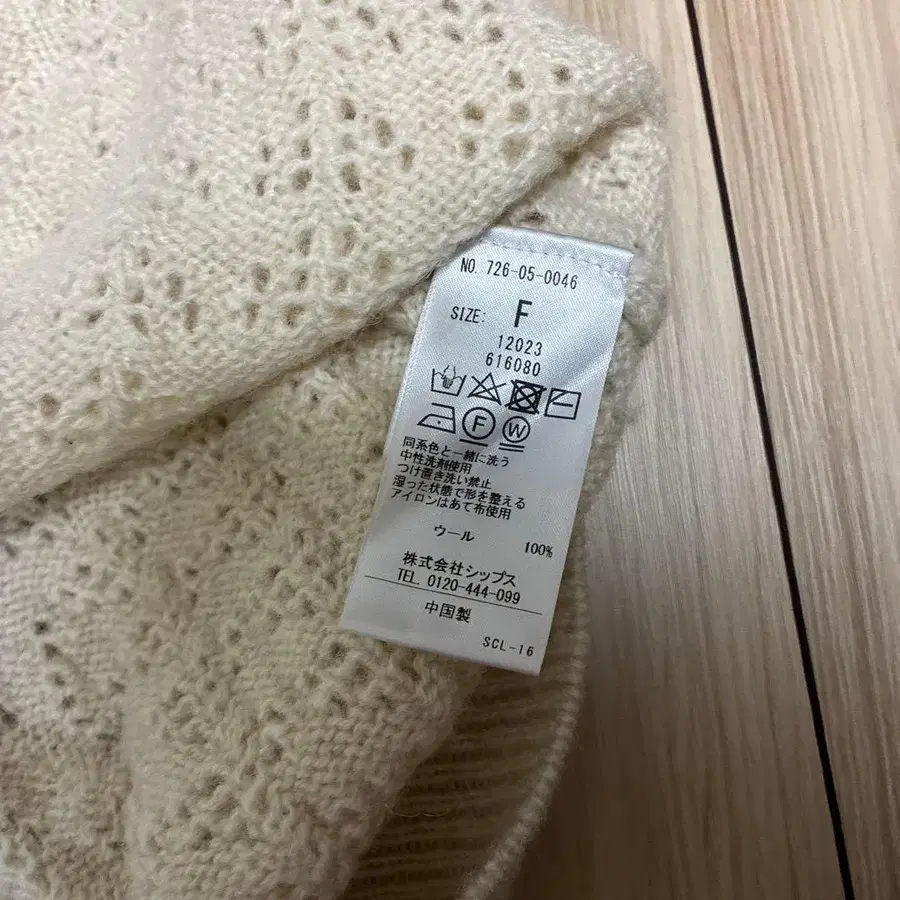 NO. 726-05-0046
SIZE: F
12023
616080
F W
同系色と一緒に洗う
中性洗剤使用
つけ置き洗い禁止
湿った状態で形を整える
アイロンはあて布使用
ウール 100%
株式会社シップス
TEL. 0120-444-099
中国製
SCL-16